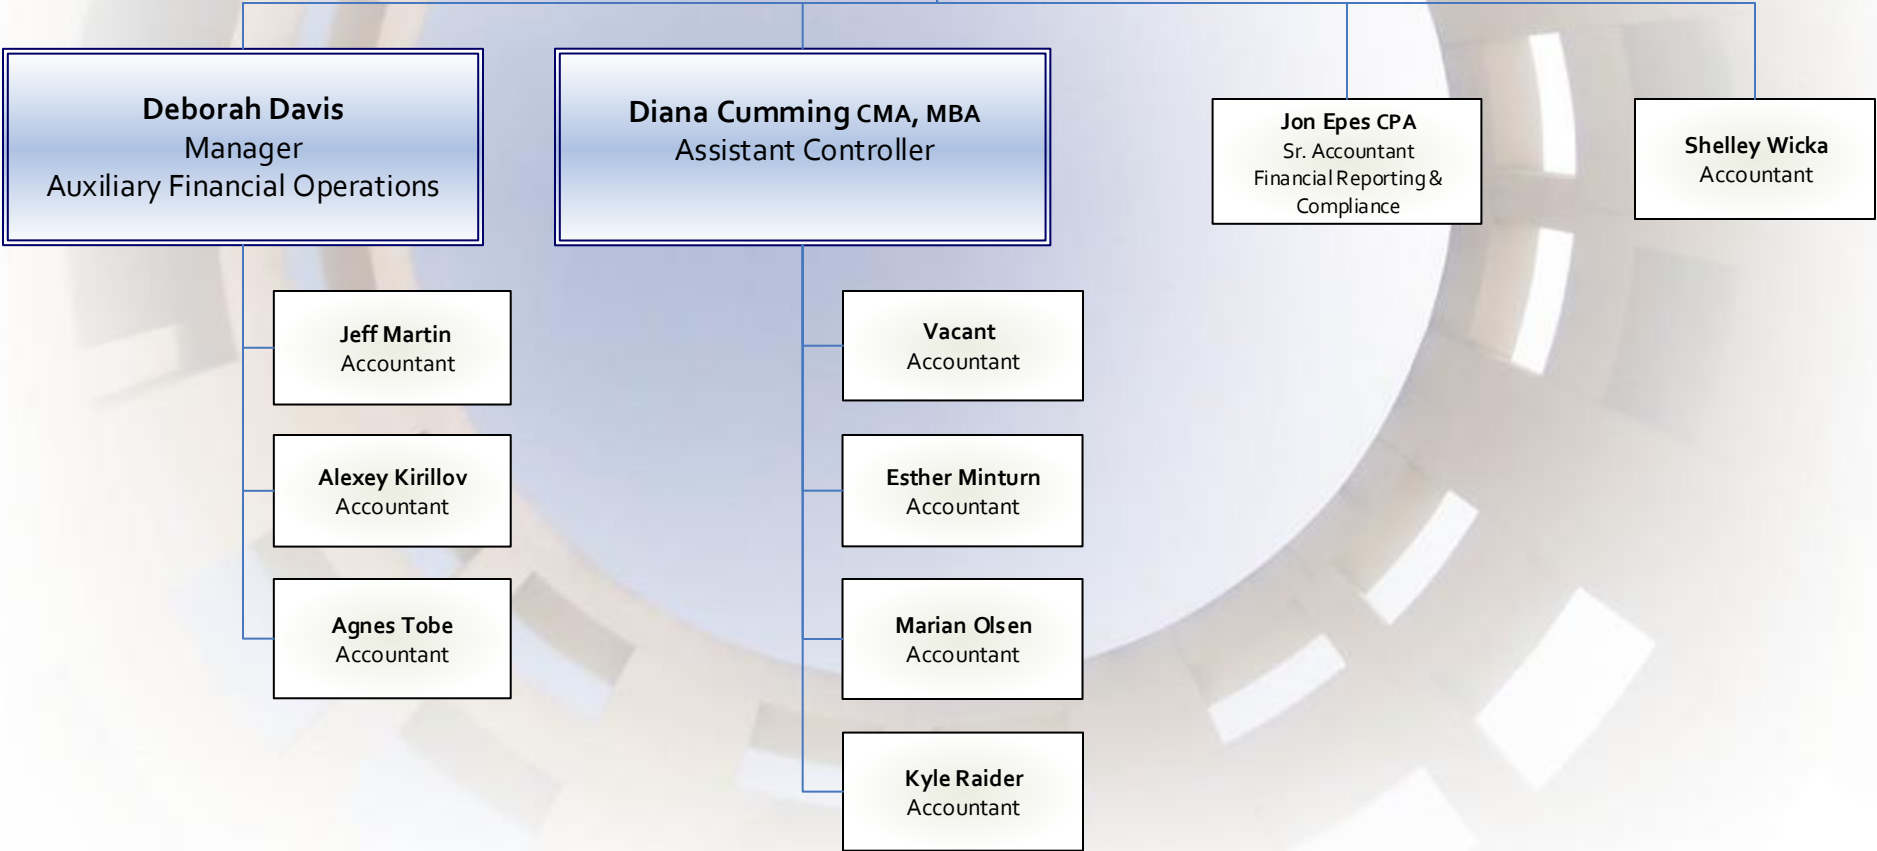 Deborah Davis
Manager
Auxiliary Financial Operations
Diana Cumming CMA, MBA
Assistant Controller
Jon Epes CPA
Sr. Accountant
Financial Reporting &
Compliance
Shelley Wicka
Accountant
Jeff Martin
Accountant
Alexey Kirillov
Accountant
Agnes Tobe
Accountant
Vacant
Accountant
Esther Minturn
Accountant
Marian Olsen
Accountant
Kyle Raider
Accountant